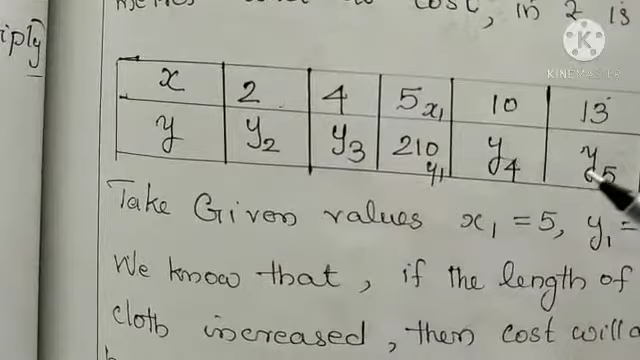 iply
cost, in ₹ is
KINEMASTER
x 2 4 5 x₁ 10 13
y y₂ y₃ 210 y₁ y₄ y₅
Take Given values x₁ = 5, y₁ =
We know that, if the length of
cloth increased, then cost will a